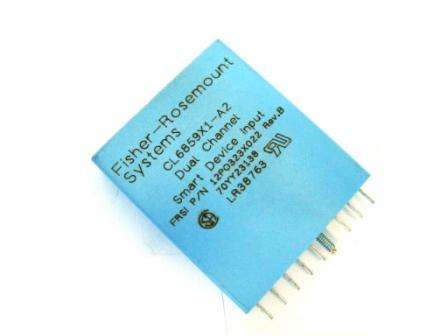 Fisher-Rosemount
Systems
CL6859X1-A2
Dual Channel
Smart Device Input
FRSI P/N 12P0323X022 Rev.B
70YY23138
LR38763